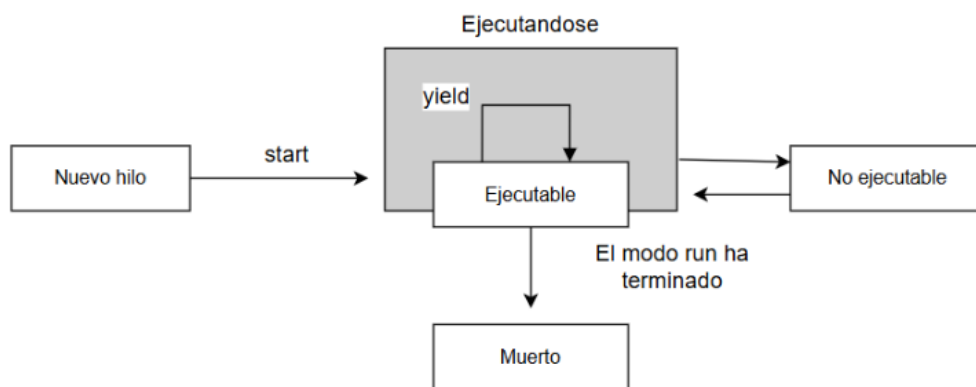 Ejecutandose
yield
start
Nuevo hilo
Ejecutable
No ejecutable
El modo run ha
terminado
Muerto